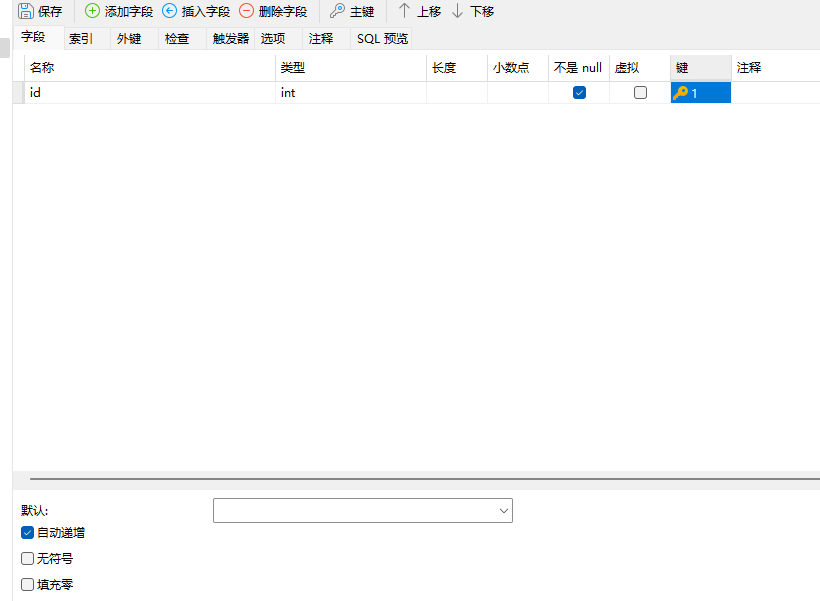 保存 添加字段 插入字段 删除字段 主键 上移 下移
字段 索引 外键 检查 触发器 选项 注释 SQL 预览
名称 类型 长度 小数点 不是 null 虚拟 键 注释
id int 1
默认:
自动递增
无符号
填充零